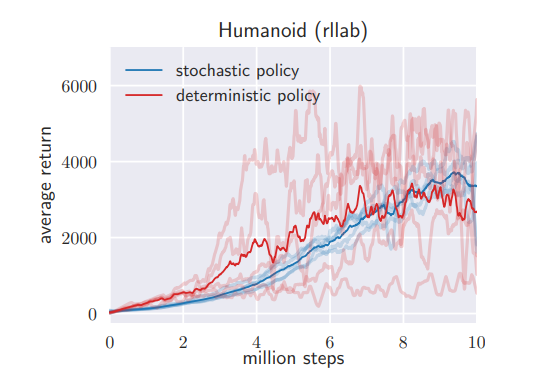 Humanoid (rllab)
stochastic policy
deterministic policy
average return
6000
4000
2000
0
0 2 4 6 8 10
million steps